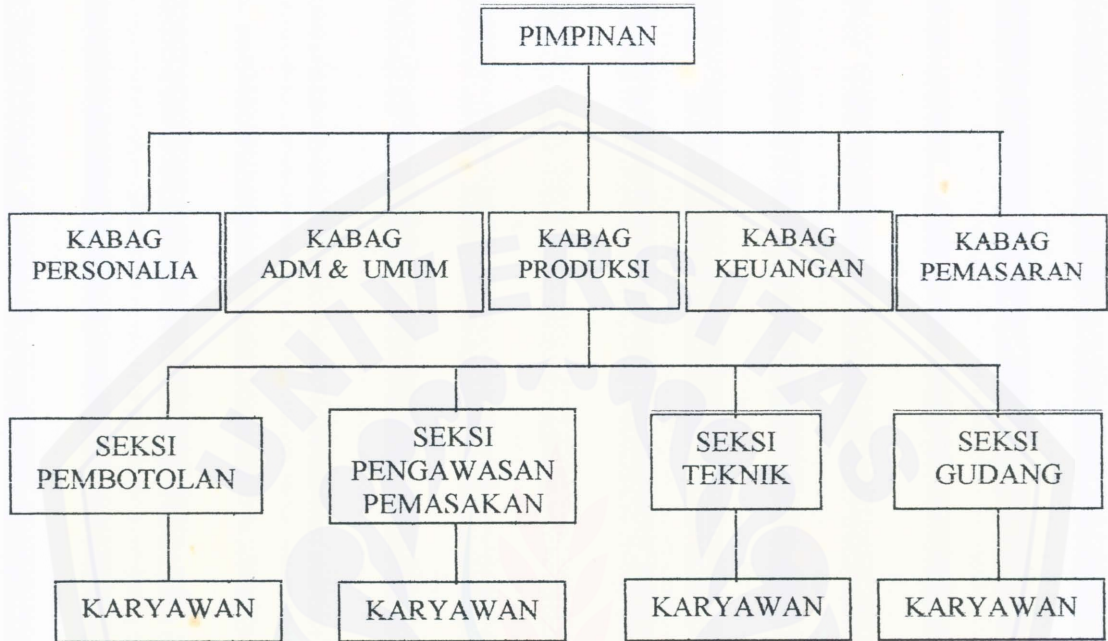 PIMPINAN
KABAG
PERSONALIA
KABAG
ADM & UMUM
KABAG
PRODUKSI
KABAG
KEUANGAN
KABAG
PEMASARAN
SEKSI
PEMBOTOLAN
SEKSI
PENGAWASAN
PEMASAKAN
SEKSI
TEKNIK
SEKSI
GUDANG
KARYAWAN
KARYAWAN
KARYAWAN
KARYAWAN
UNIVERSITAS